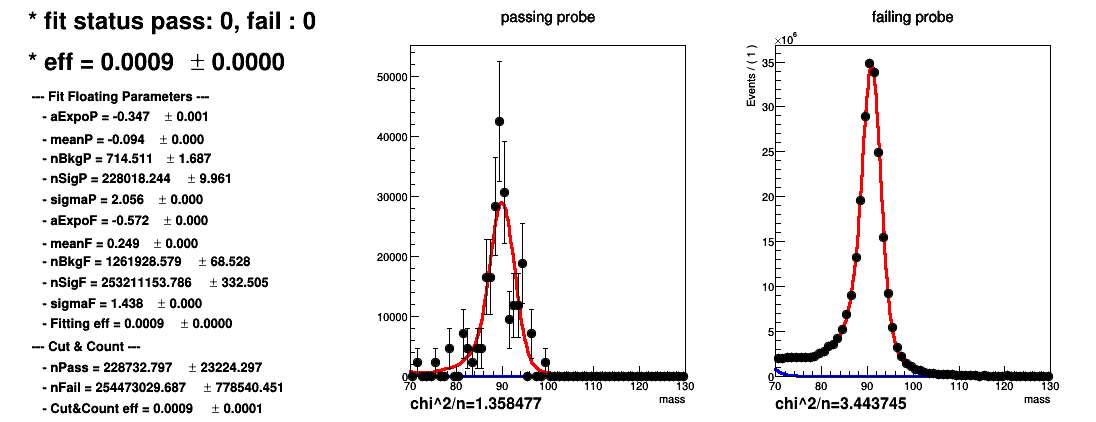 * fit status pass: 0, fail : 0
* eff = 0.0009 ± 0.0000
--- Fit Floating Parameters ---
- aExpoP = -0.347 ± 0.001
- meanP = -0.094 ± 0.000
- nBkgP = 714.511 ± 1.687
- nSigP = 228018.244 ± 9.961
- sigmaP = 2.056 ± 0.000
- aExpoF = -0.572 ± 0.000
- meanF = 0.249 ± 0.000
- nBkgF = 1261928.579 ± 68.528
- nSigF = 253211153.786 ± 332.505
- sigmaF = 1.438 ± 0.000
- Fitting eff = 0.0009 ± 0.0000
--- Cut & Count ---
- nPass = 228732.797 ± 23224.297
- nFail = 254473029.687 ± 778540.451
- Cut&Count eff = 0.0009 ± 0.0001
passing probe
50000
40000
30000
20000
10000
0
70 80 90 100 110 120 130
mass
chi^2/n=1.358477
failing probe
×10^6
Events / ( 1 )
35
30
25
20
15
10
5
0
70 80 90 100 110 120 130
mass
chi^2/n=3.443745